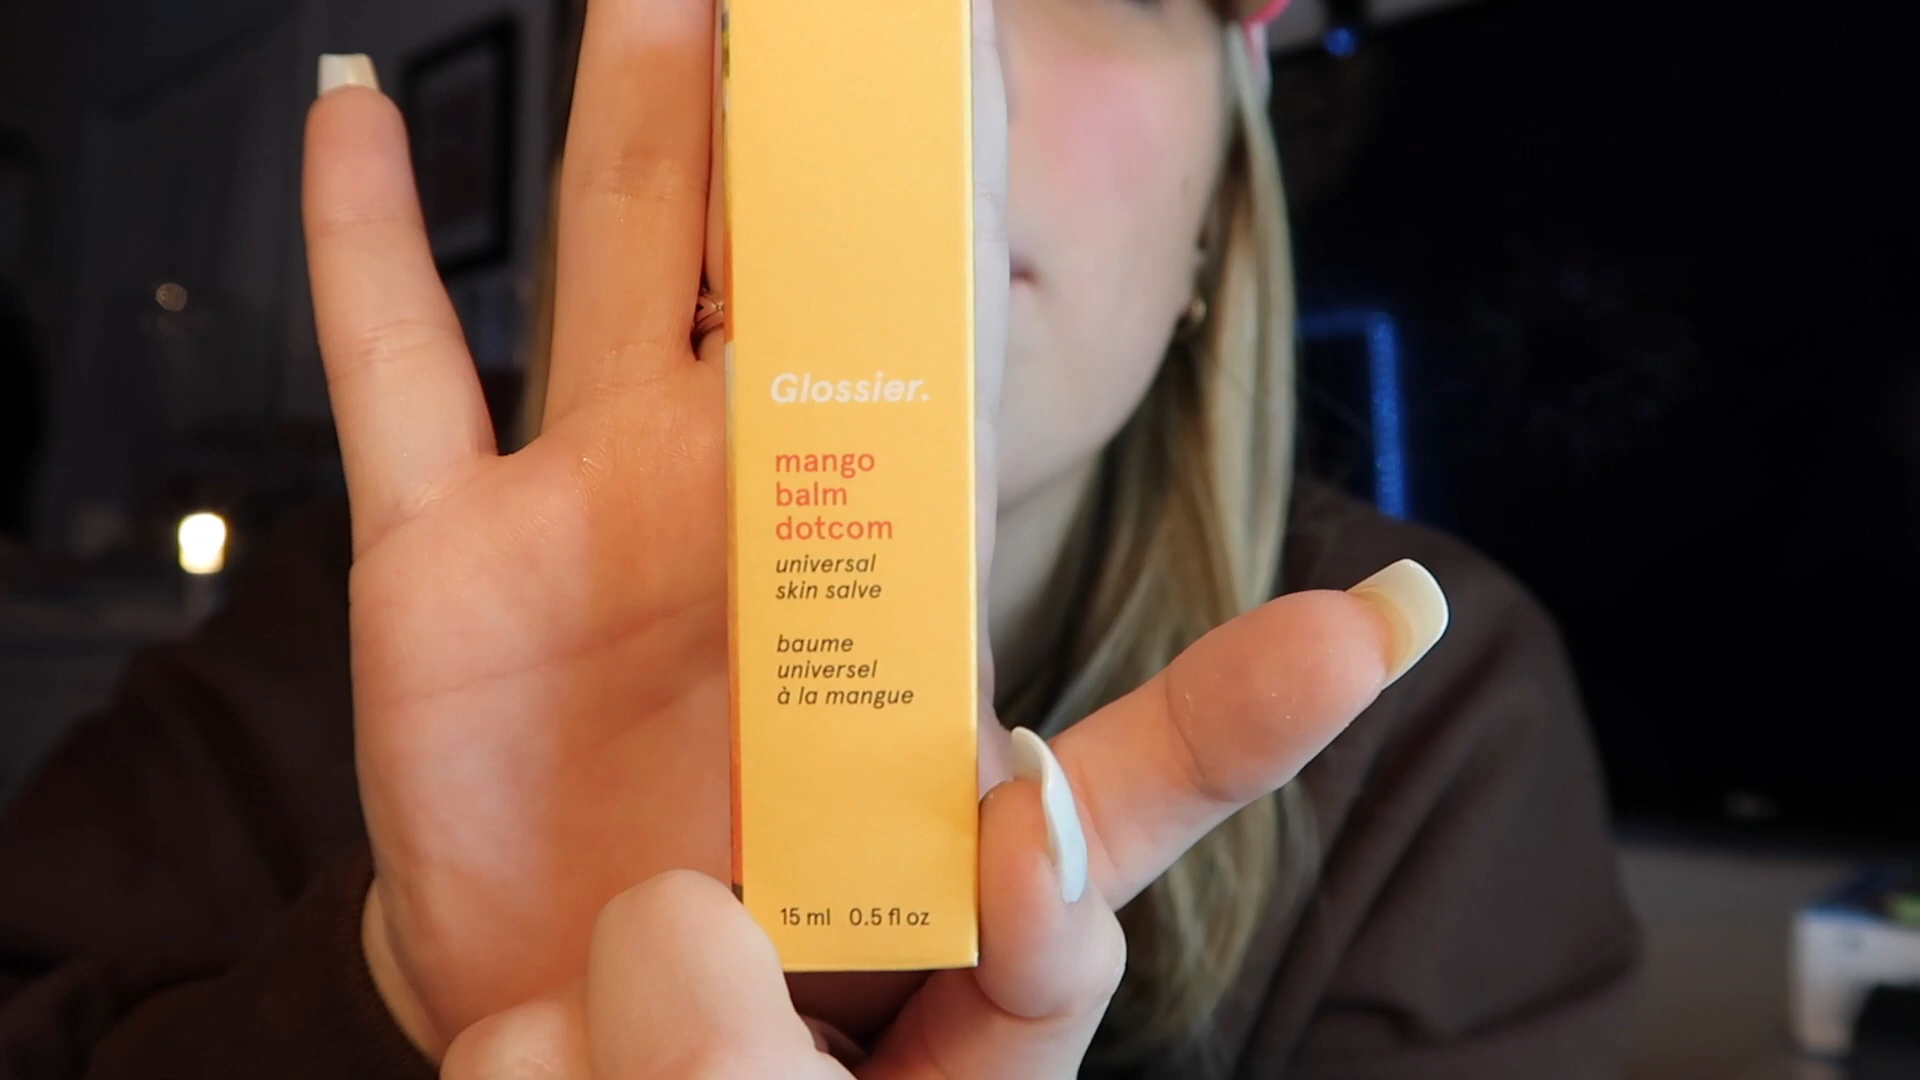 Glossier.
mango
balm
dotcom
universal
skin salve
baume
universel
à la mangue
15 ml 0.5 fl oz